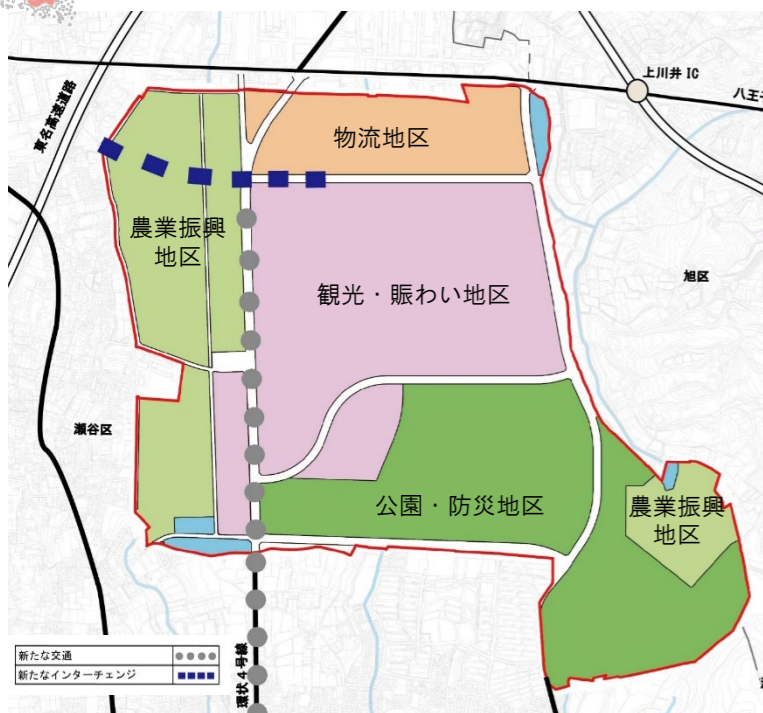 上川井 IC
東名高速道路
物流地区
農業振興
地区
観光・賑わい地区
旭区
瀬谷区
公園・防災地区
農業振興
地区
新たな交通
新たなインターチェンジ
環状4号線